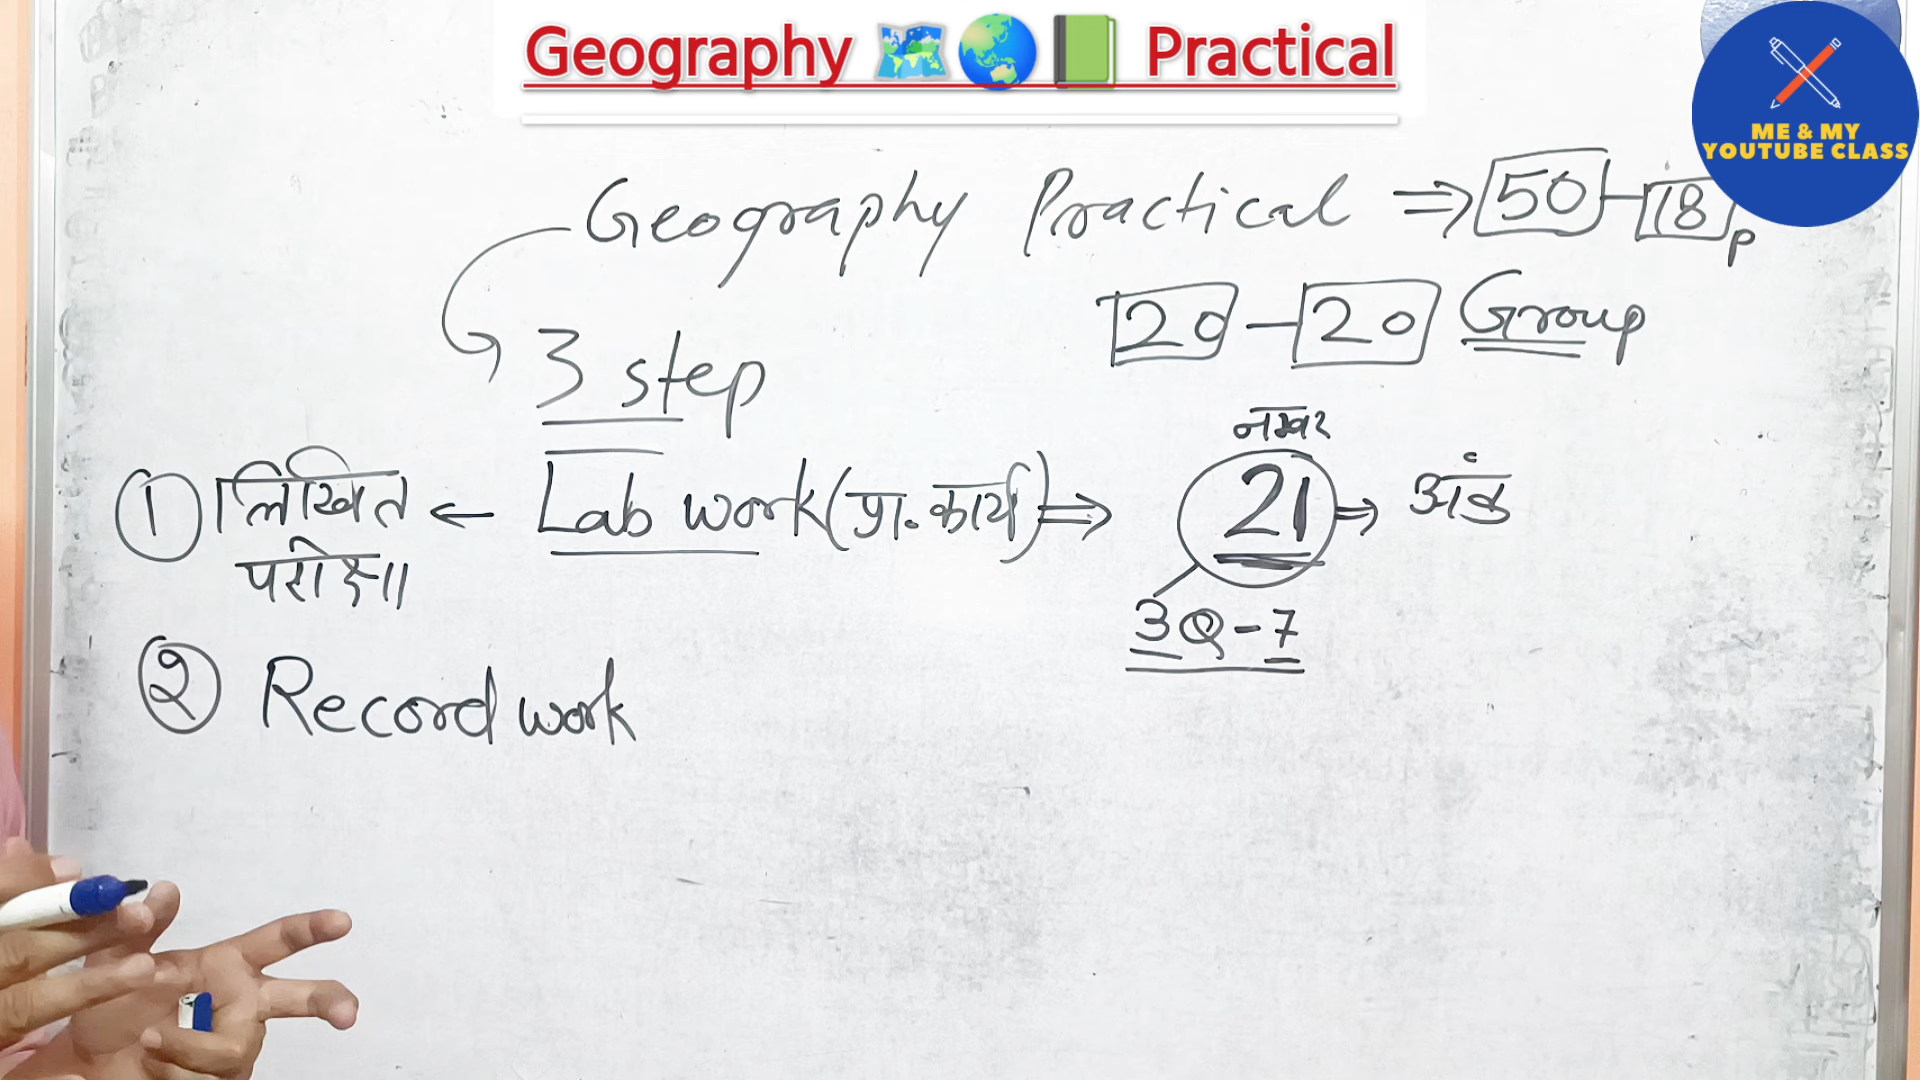 Geography Practical
ME & MY
YOUTUBE CLASS
Geography Practical ⇒ 50 - 18 p
20 - 20 Group
3 step
नम्बर
① लिखित परीक्षा ← Lab work (प्रा. कार्य) ⇒ 21 ⇒ अंक
3Q - 7
② Record work